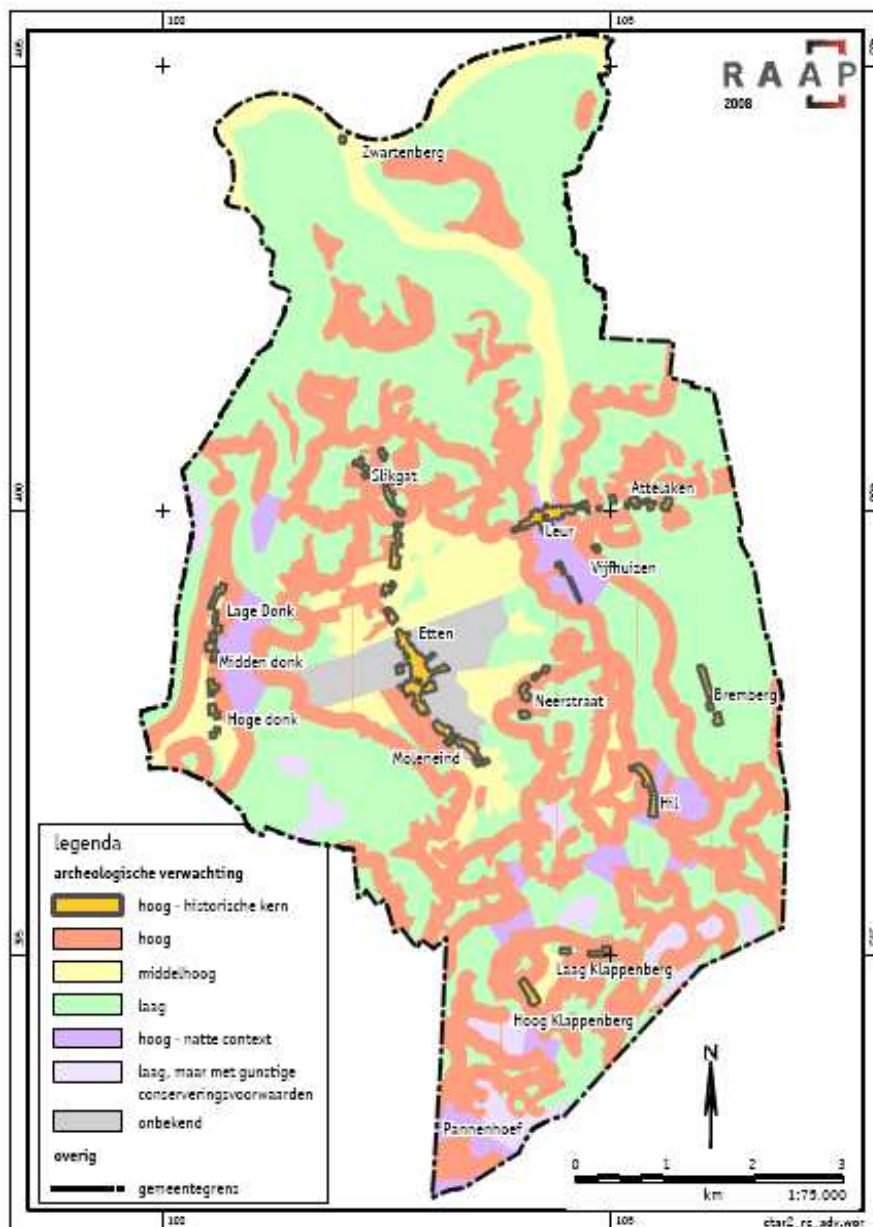 100
105
405
R A A P
2008
Zwartenberg
Slikgat
Attelaken
400
Leur
Vijfhuizen
Lage Donk
Etten
Midden donk
Neerstraat
Bremberg
Hoge donk
Moleneind
Hil
legenda
archeologische verwachting
hoog - historische kern
hoog
middelhoog
laag
hoog - natte context
laag, maar met gunstige
conserveringsvoorwaarden
onbekend
overig
gemeentegrens
Laag Klappenberg
Hoog Klappenberg
Pannenhoef
N
0 1 2 3
km 1:75.000
100
105